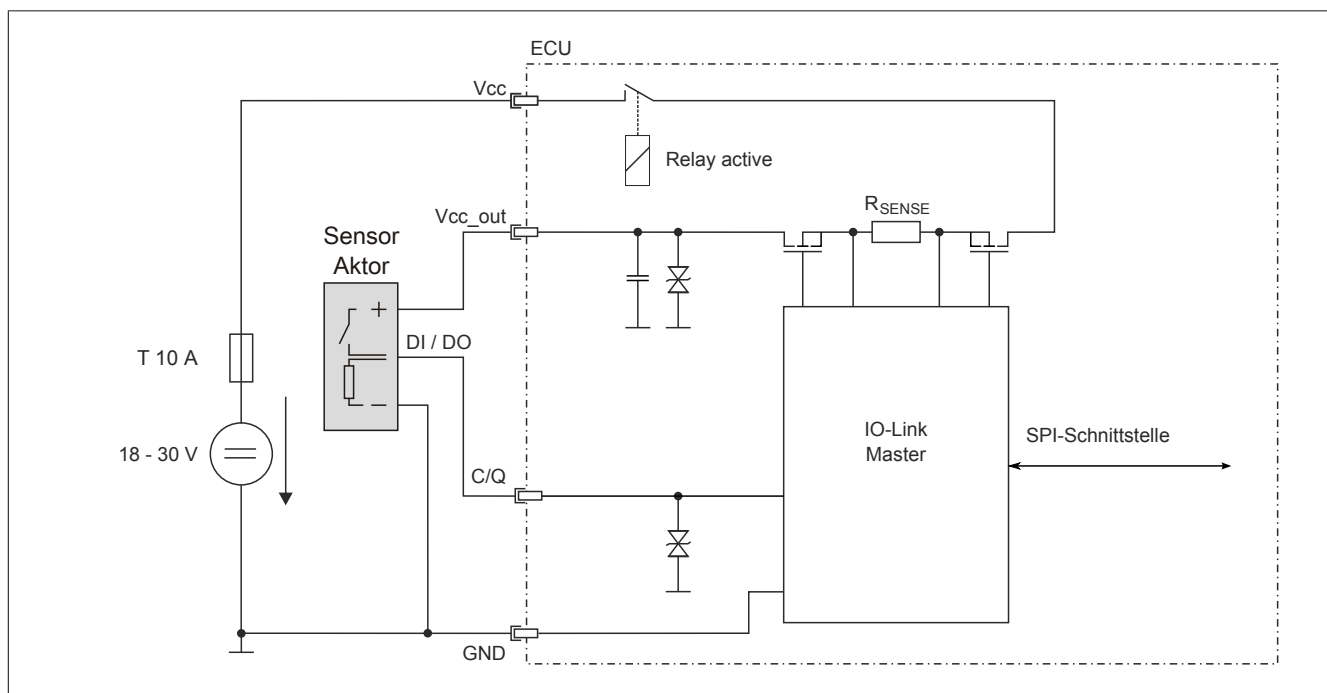 ECU
Vcc
Relay active
Vcc_out
RSENSE
Sensor
Aktor
DI / DO
T 10 A
18 - 30 V
IO-Link
Master
SPI-Schnittstelle
C/Q
GND